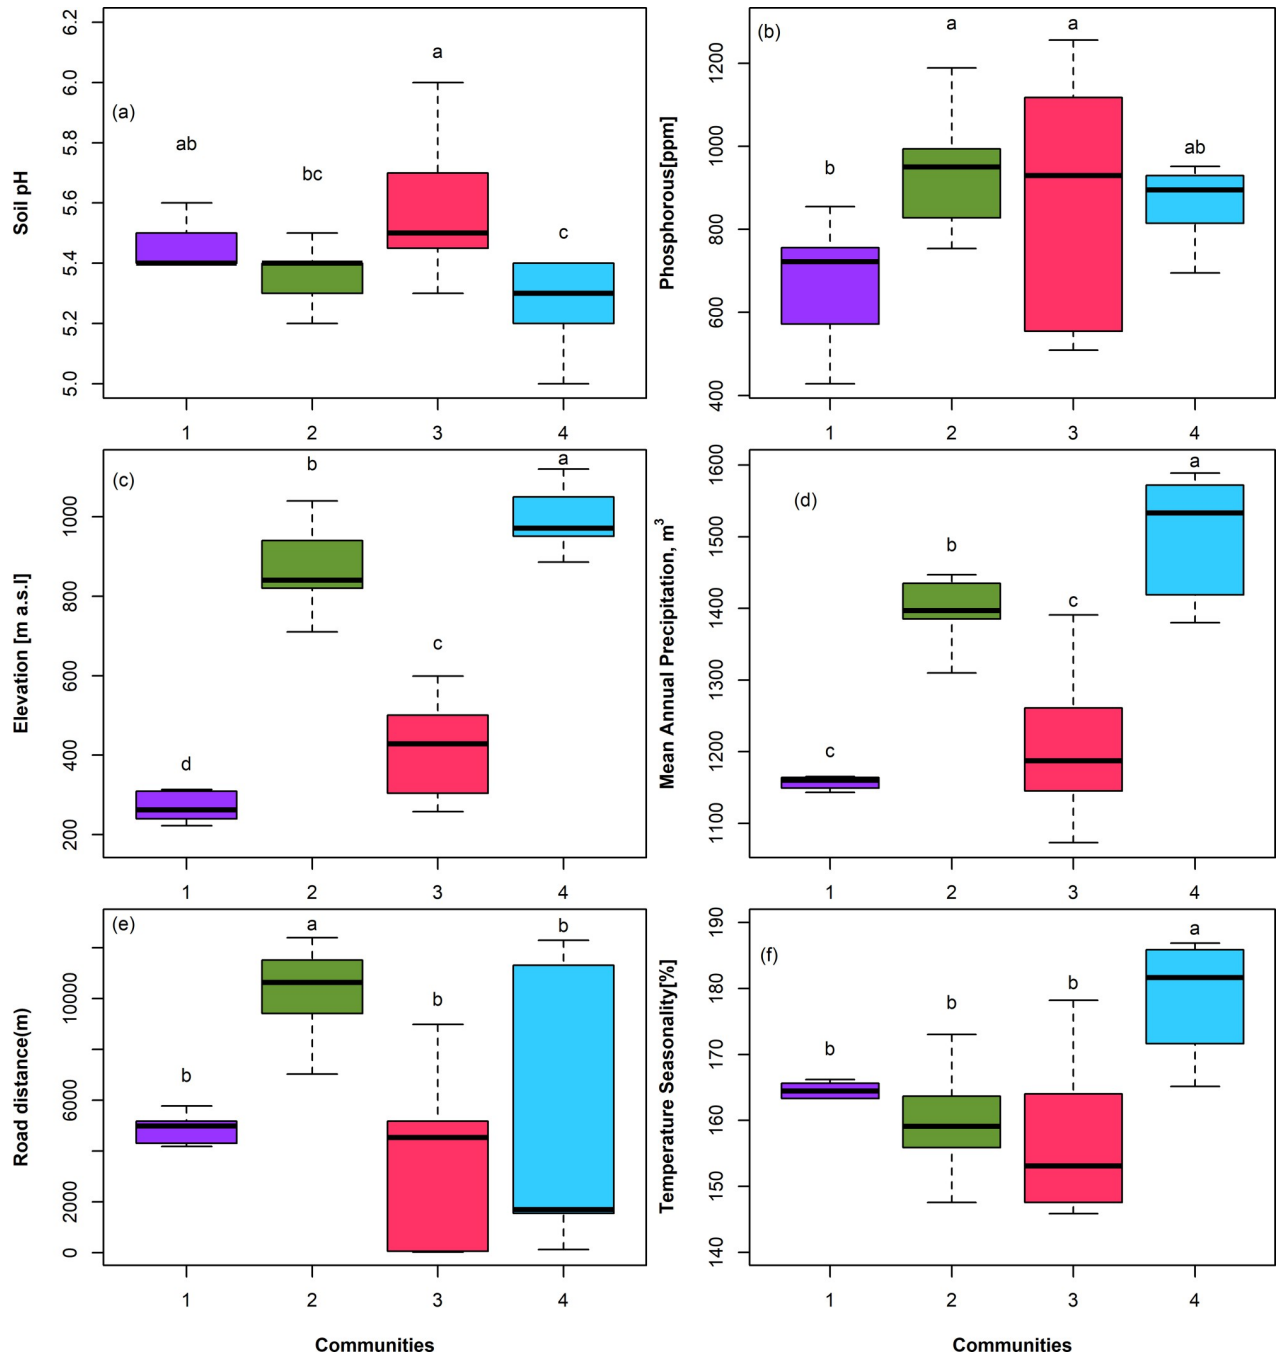 (a)
Soil pH
6.2
6.0
5.8
5.6
5.4
5.2
5.0
ab
bc
a
c
1 2 3 4
(b)
Phosphorous[ppm]
1200
1000
800
600
400
b
a
a
ab
1 2 3 4
(c)
Elevation [m a.s.l]
1000
800
600
400
200
d
b
c
a
1 2 3 4
(d)
Mean Annual Precipitation, m³
1600
1500
1400
1300
1200
1100
c
b
c
a
1 2 3 4
(e)
Road distance(m)
10000
6000
2000
0
b
a
b
b
1 2 3 4
Communities
(f)
Temperature Seasonality[%]
190
180
170
160
150
140
b
b
b
a
1 2 3 4
Communities